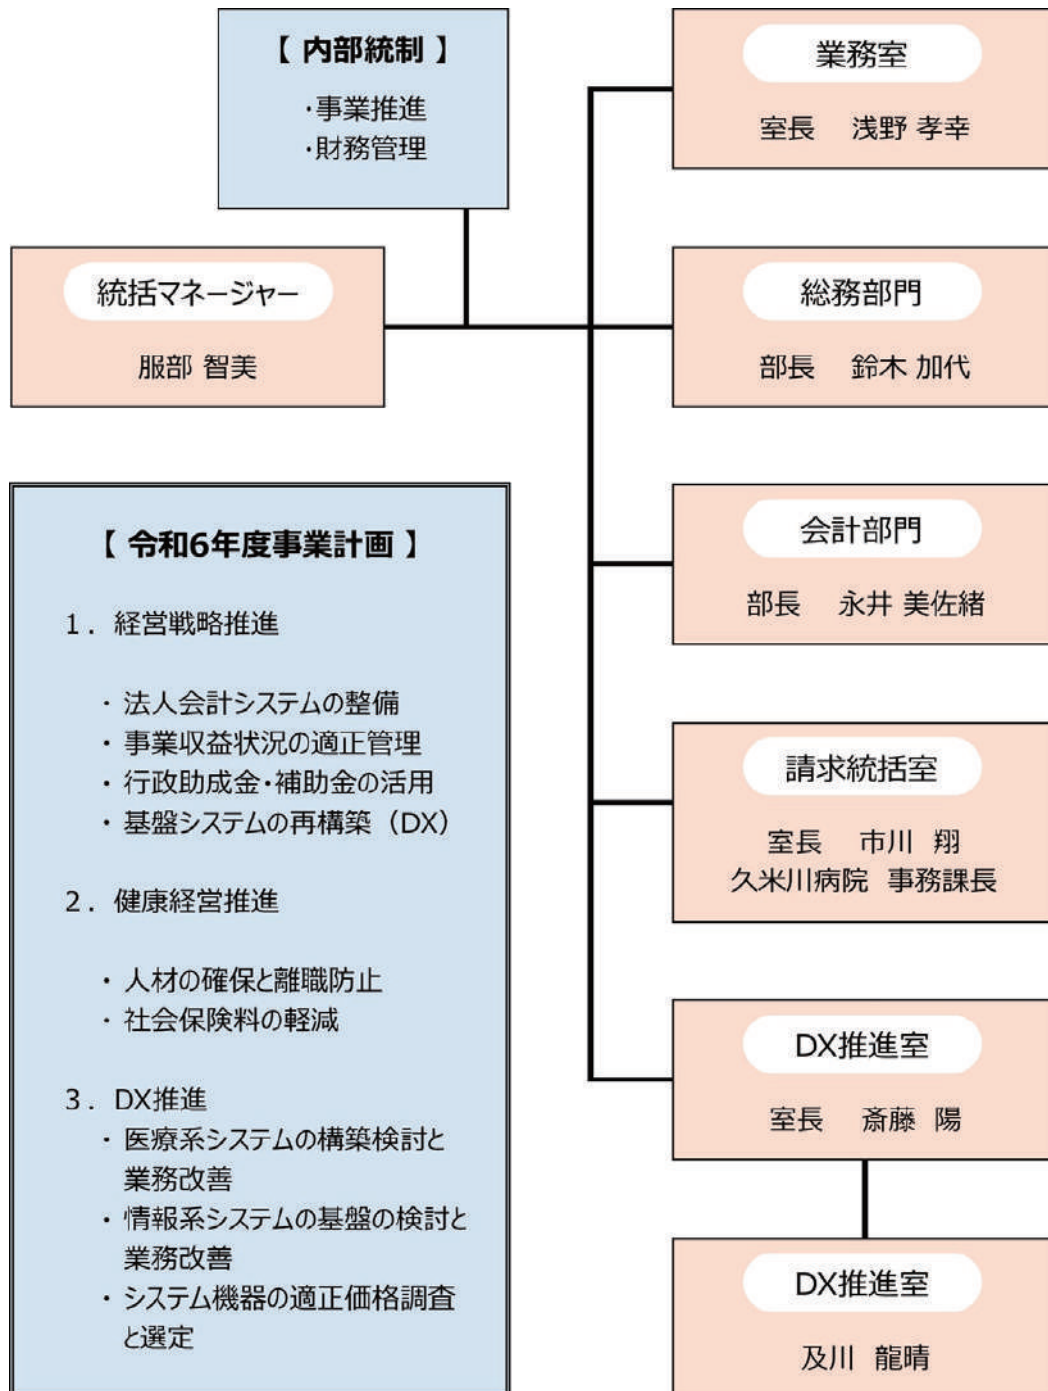 【 内部統制 】
・事業推進
・財務管理
統括マネージャー
服部 智美
業務室
室長 浅野 孝幸
総務部門
部長 鈴木 加代
会計部門
部長 永井 美佐緒
請求統括室
室長 市川 翔
久米川病院 事務課長
DX推進室
室長 斎藤 陽
DX推進室
及川 龍晴
【 令和6年度事業計画 】
1. 経営戦略推進
・ 法人会計システムの整備
・ 事業収益状況の適正管理
・ 行政助成金・補助金の活用
・ 基盤システムの再構築（DX）
2. 健康経営推進
・ 人材の確保と離職防止
・ 社会保険料の軽減
3. DX推進
・ 医療系システムの構築検討と
業務改善
・ 情報系システムの基盤の検討と
業務改善
・ システム機器の適正価格調査
と選定